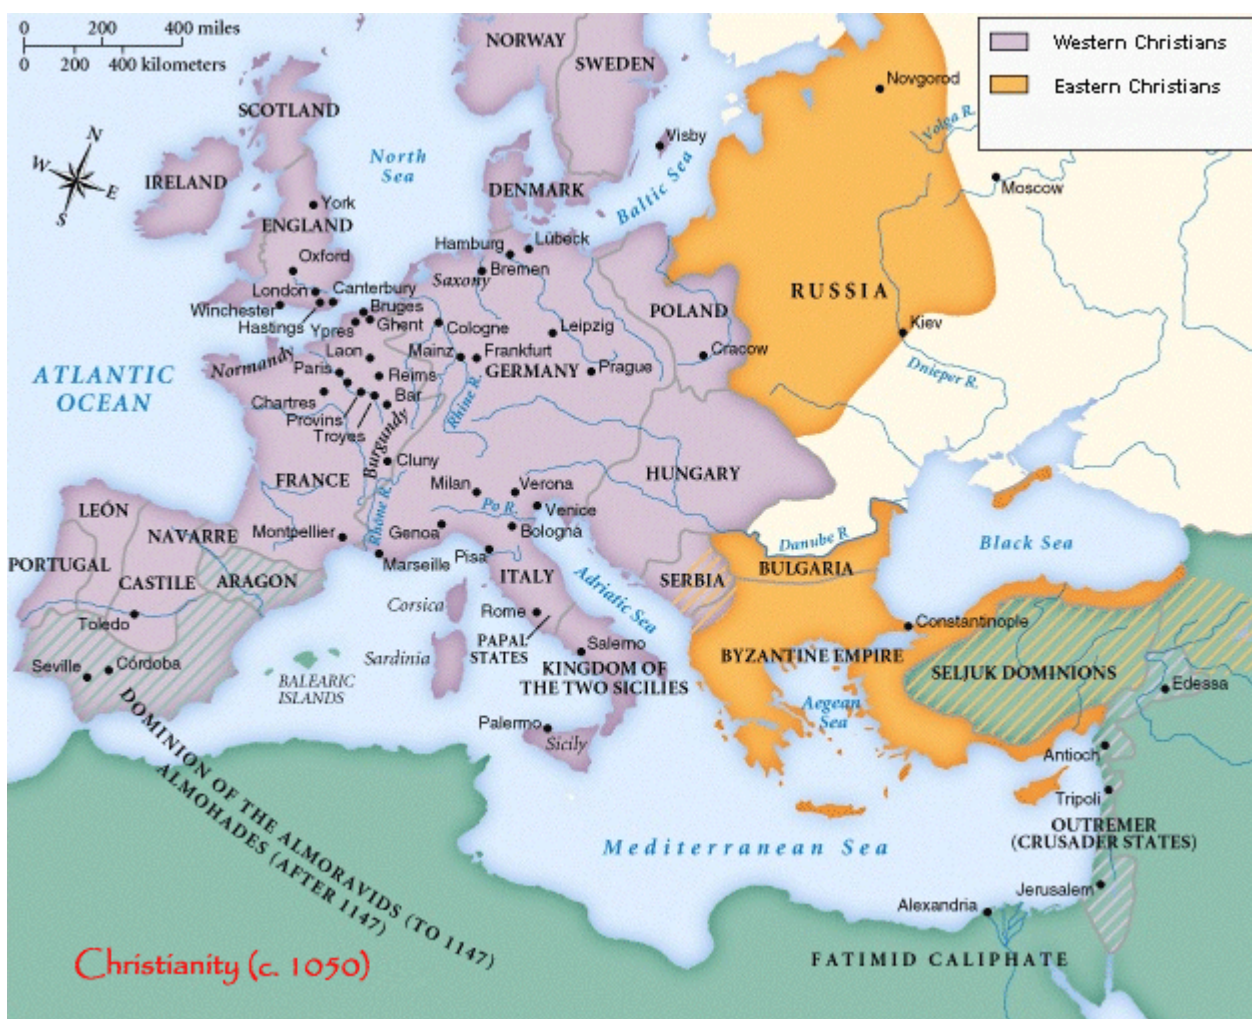 0 200 400 miles
0 200 400 kilometers
N
W
E
S
Western Christians
Eastern Christians
NORWAY
SWEDEN
Novgorod
Volga R.
Moscow
SCOTLAND
North
Sea
Visby
Baltic Sea
IRELAND
DENMARK
York
ENGLAND
Hamburg
Lübeck
Oxford
Saxony
Bremen
London
Canterbury
Winchester
Hastings
Bruges
Ypres
Ghent
Cologne
Leipzig
POLAND
RUSSIA
Kiev
Cracow
Dnieper R.
Normandy
Laon
Mainz
Frankfurt
Paris
Reims
GERMANY
Prague
ATLANTIC
OCEAN
Chartres
Provins
Troyes
Bar
Rhine R.
Burgundy
Cluny
FRANCE
HUNGARY
Milan
Verona
LEÓN
Rhône R.
Po R.
Venice
NAVARRE
Montpellier
Genoa
Bologna
Danube R
Black Sea
PORTUGAL
CASTILE
ARAGON
Marseille
Pisa
ITALY
SERBIA
BULGARIA
Adriatic Sea
Corsica
Rome
Toledo
Constantinople
Seville
Córdoba
Sardinia
PAPAL
STATES
Salerno
BYZANTINE EMPIRE
SELJUK DOMINIONS
KINGDOM OF
THE TWO SICILIES
Edessa
BALEARIC
ISLANDS
Aegean
Sea
Palermo
Sicily
Antioch
DOMINION OF THE ALMORAVIDS (TO 1147)
ALMOHADES (AFTER 1147)
Tripoli
OUTREMER
(CRUSADER STATES)
Mediterranean Sea
Jerusalem
Alexandria
FATIMID CALIPHATE
Christianity (c. 1050)